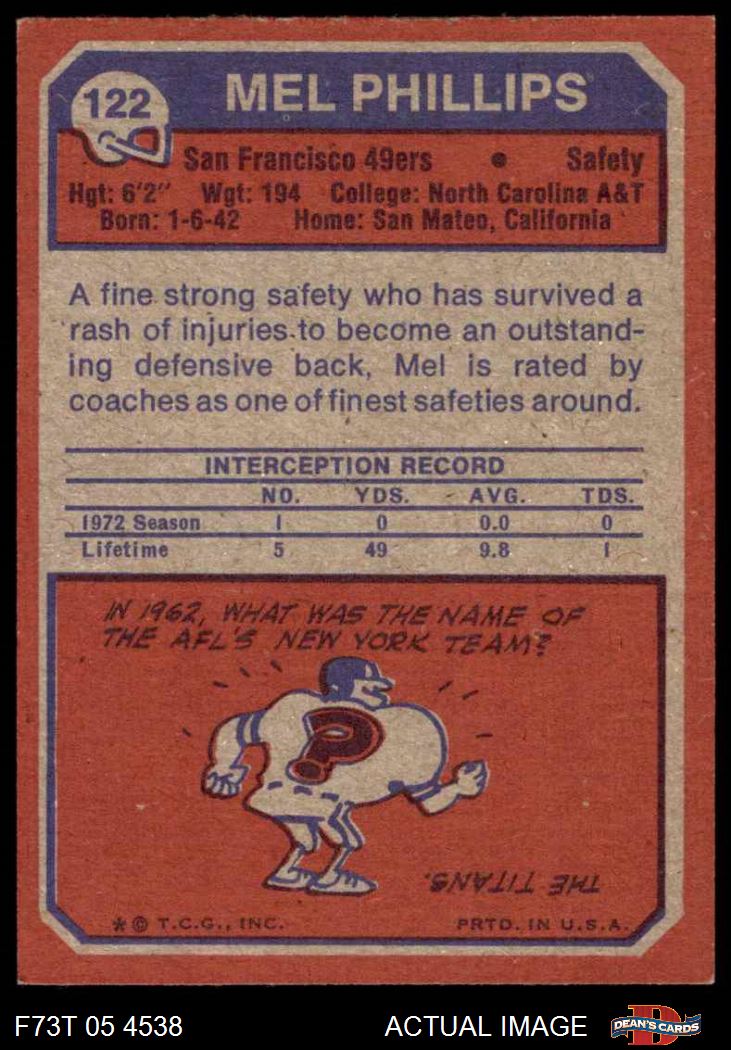 122
MEL PHILLIPS
San Francisco 49ers • Safety
Hgt: 6'2" Wgt: 194 College: North Carolina A&T
Born: 1-6-42 Home: San Mateo, California
A fine strong safety who has survived a
rash of injuries to become an outstand-
ing defensive back, Mel is rated by
coaches as one of finest safeties around.
INTERCEPTION RECORD
NO. YDS. AVG. TDS.
1972 Season 1 0 0.0 0
Lifetime 5 49 9.8 1
IN 1962, WHAT WAS THE NAME OF
THE AFL'S NEW YORK TEAM?
?
THE TITANS.
* © T.C.G., INC. PRTD. IN U.S.A.
F73T 05 4538 ACTUAL IMAGE D DEAN'S CARDS